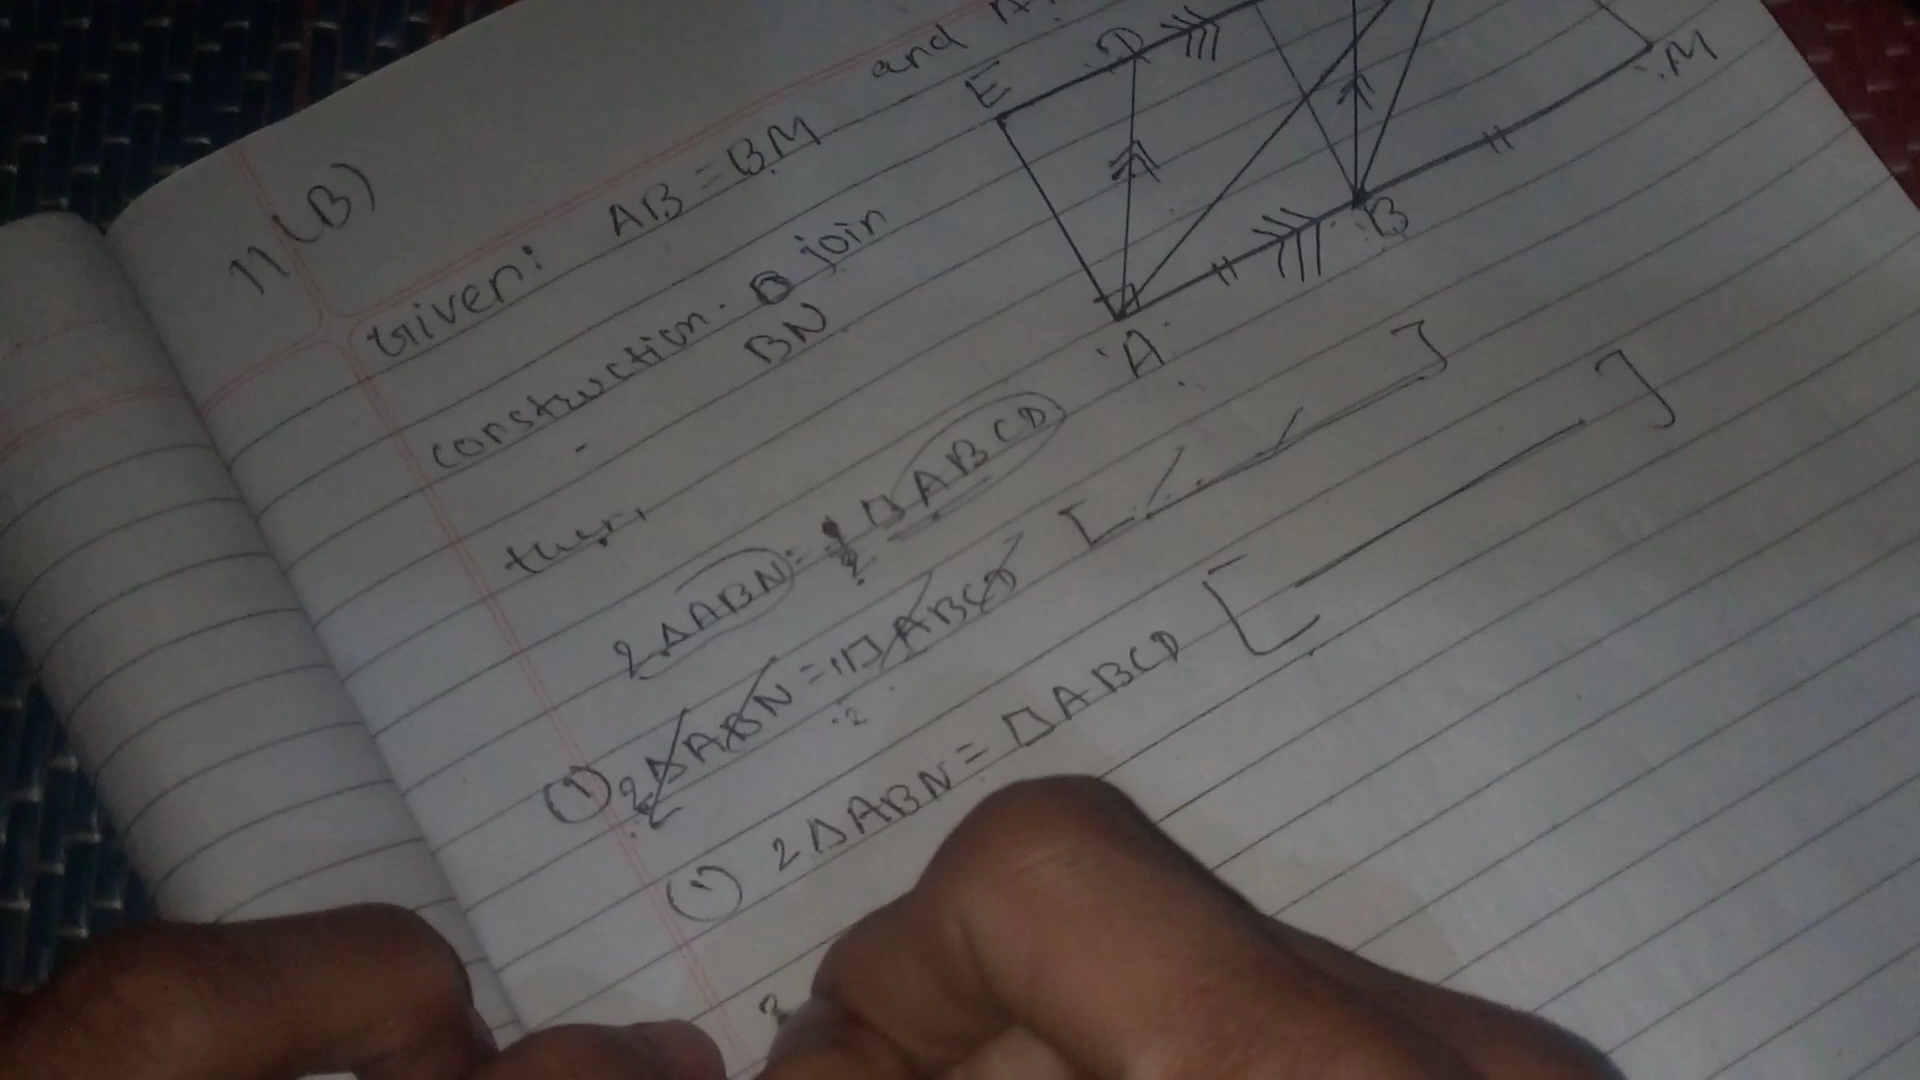 11 (B)
Given: AB = BM
and A
construction. join
BN
then,
2 △ABN = □ ABCD
(1) 2△ABN = □ ABCD
2
(1) 2△ABN = □ ABCD
2
E
D
M
B
A